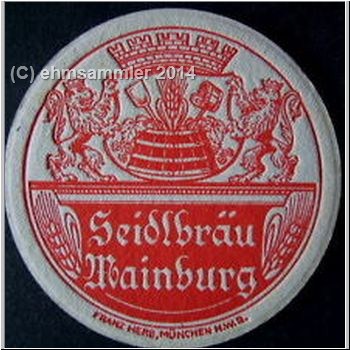 (C) ehmsammler 2014
Seidlbräu
Mainburg
FRANZ HERB, MÜNCHEN H.W.B.